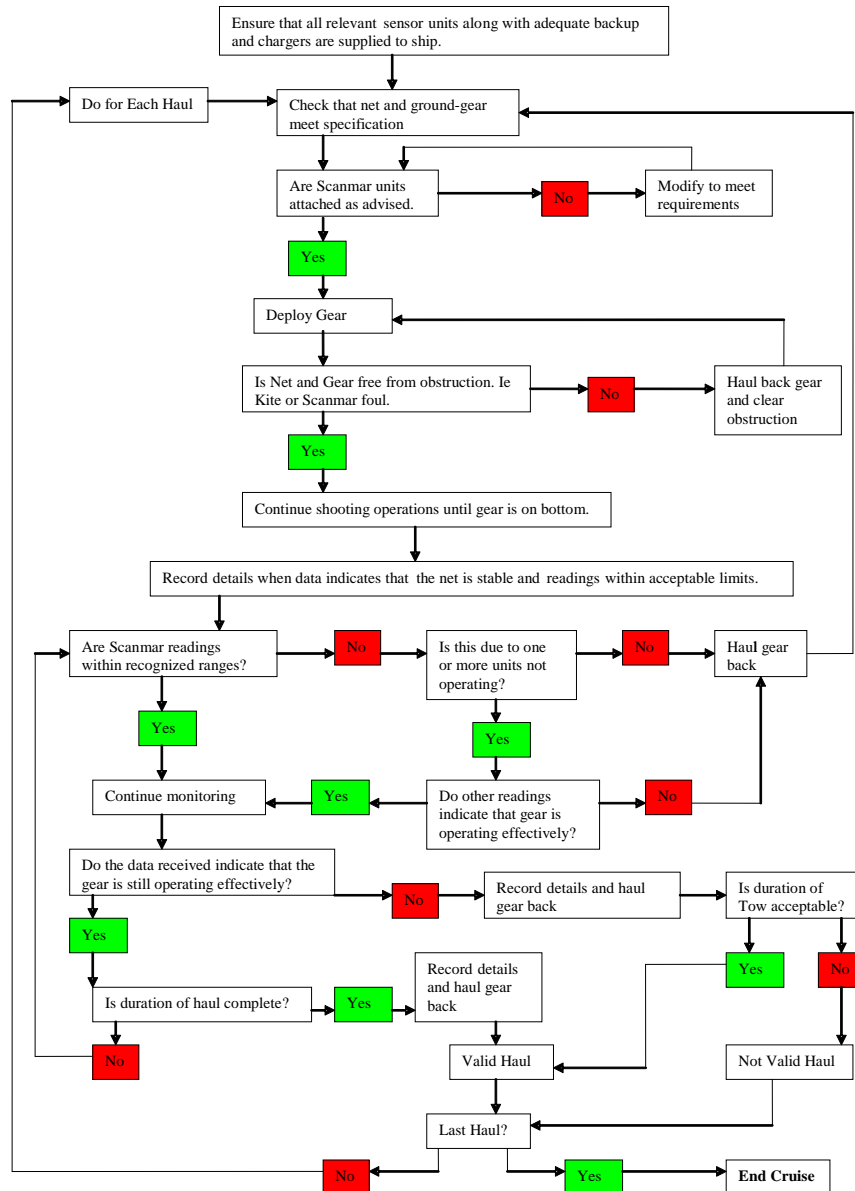 Ensure that all relevant sensor units along with adequate backup
and chargers are supplied to ship.
Do for Each Haul
Check that net and ground-gear
meet specification
Are Scanmar units
attached as advised.
No
Modify to meet
requirements
Yes
Deploy Gear
Is Net and Gear free from obstruction. Ie
Kite or Scanmar foul.
No
Haul back gear
and clear
obstruction
Yes
Continue shooting operations until gear is on bottom.
Record details when data indicates that the net is stable and readings within acceptable limits.
Are Scanmar readings
within recognized ranges?
No
Is this due to one
or more units not
operating?
No
Haul gear
back
Yes
Yes
Continue monitoring
Yes
Do other readings
indicate that gear is
operating effectively?
No
Do the data received indicate that the
gear is still operating effectively?
No
Record details and haul
gear back
Is duration of
Tow acceptable?
Yes
Yes
No
Is duration of haul complete?
Yes
Record details
and haul gear
back
No
Valid Haul
Not Valid Haul
Last Haul?
No
Yes
End Cruise